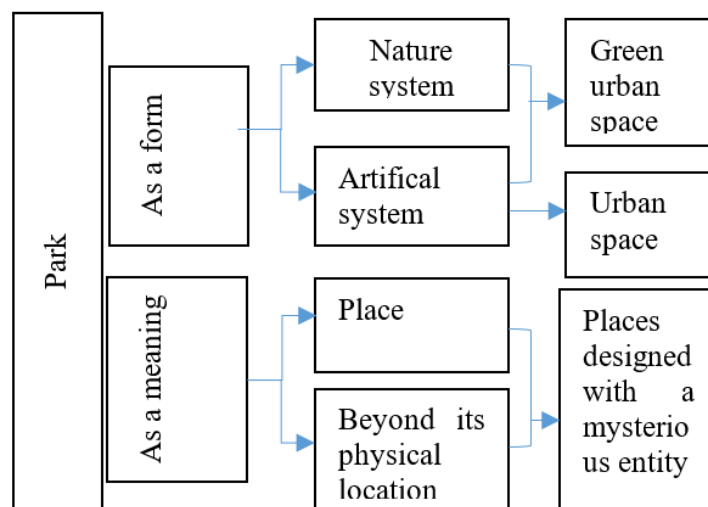 Park
As a form
Nature
system
Artifical
system
Green
urban
space
Urban
space
As a meaning
Place
Beyond its
physical
location
Places
designed
with a
mysterio
us entity